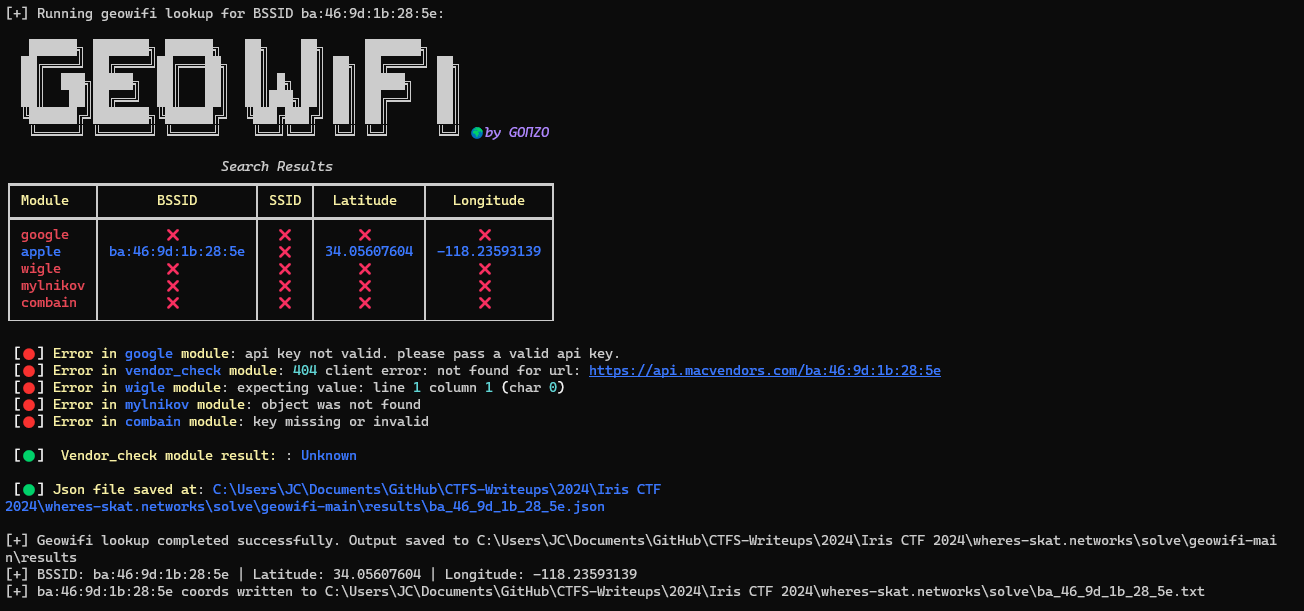 [+] Running geowifi lookup for BSSID ba:46:9d:1b:28:5e:
GEO WiFi
by GOПZO
Search Results
Module BSSID SSID Latitude Longitude
google ❌ ❌ ❌ ❌
apple ba:46:9d:1b:28:5e ❌ 34.05607604 -118.23593139
wigle ❌ ❌ ❌ ❌
mylnikov ❌ ❌ ❌ ❌
combain ❌ ❌ ❌ ❌
[🔴] Error in google module: api key not valid. please pass a valid api key.
[🔴] Error in vendor_check module: 404 client error: not found for url: https://api.macvendors.com/ba:46:9d:1b:28:5e
[🔴] Error in wigle module: expecting value: line 1 column 1 (char 0)
[🔴] Error in mylnikov module: object was not found
[🔴] Error in combain module: key missing or invalid
[🟢] Vendor_check module result: : Unknown
[🟢] Json file saved at: C:\Users\JC\Documents\GitHub\CTFS-Writeups\2024\Iris CTF
2024\wheres-skat.networks\solve\geowifi-main\results\ba_46_9d_1b_28_5e.json
[+] Geowifi lookup completed successfully. Output saved to C:\Users\JC\Documents\GitHub\CTFS-Writeups\2024\Iris CTF 2024\wheres-skat.networks\solve\geowifi-mai
n\results
[+] BSSID: ba:46:9d:1b:28:5e | Latitude: 34.05607604 | Longitude: -118.23593139
[+] ba:46:9d:1b:28:5e coords written to C:\Users\JC\Documents\GitHub\CTFS-Writeups\2024\Iris CTF 2024\wheres-skat.networks\solve\ba_46_9d_1b_28_5e.txt